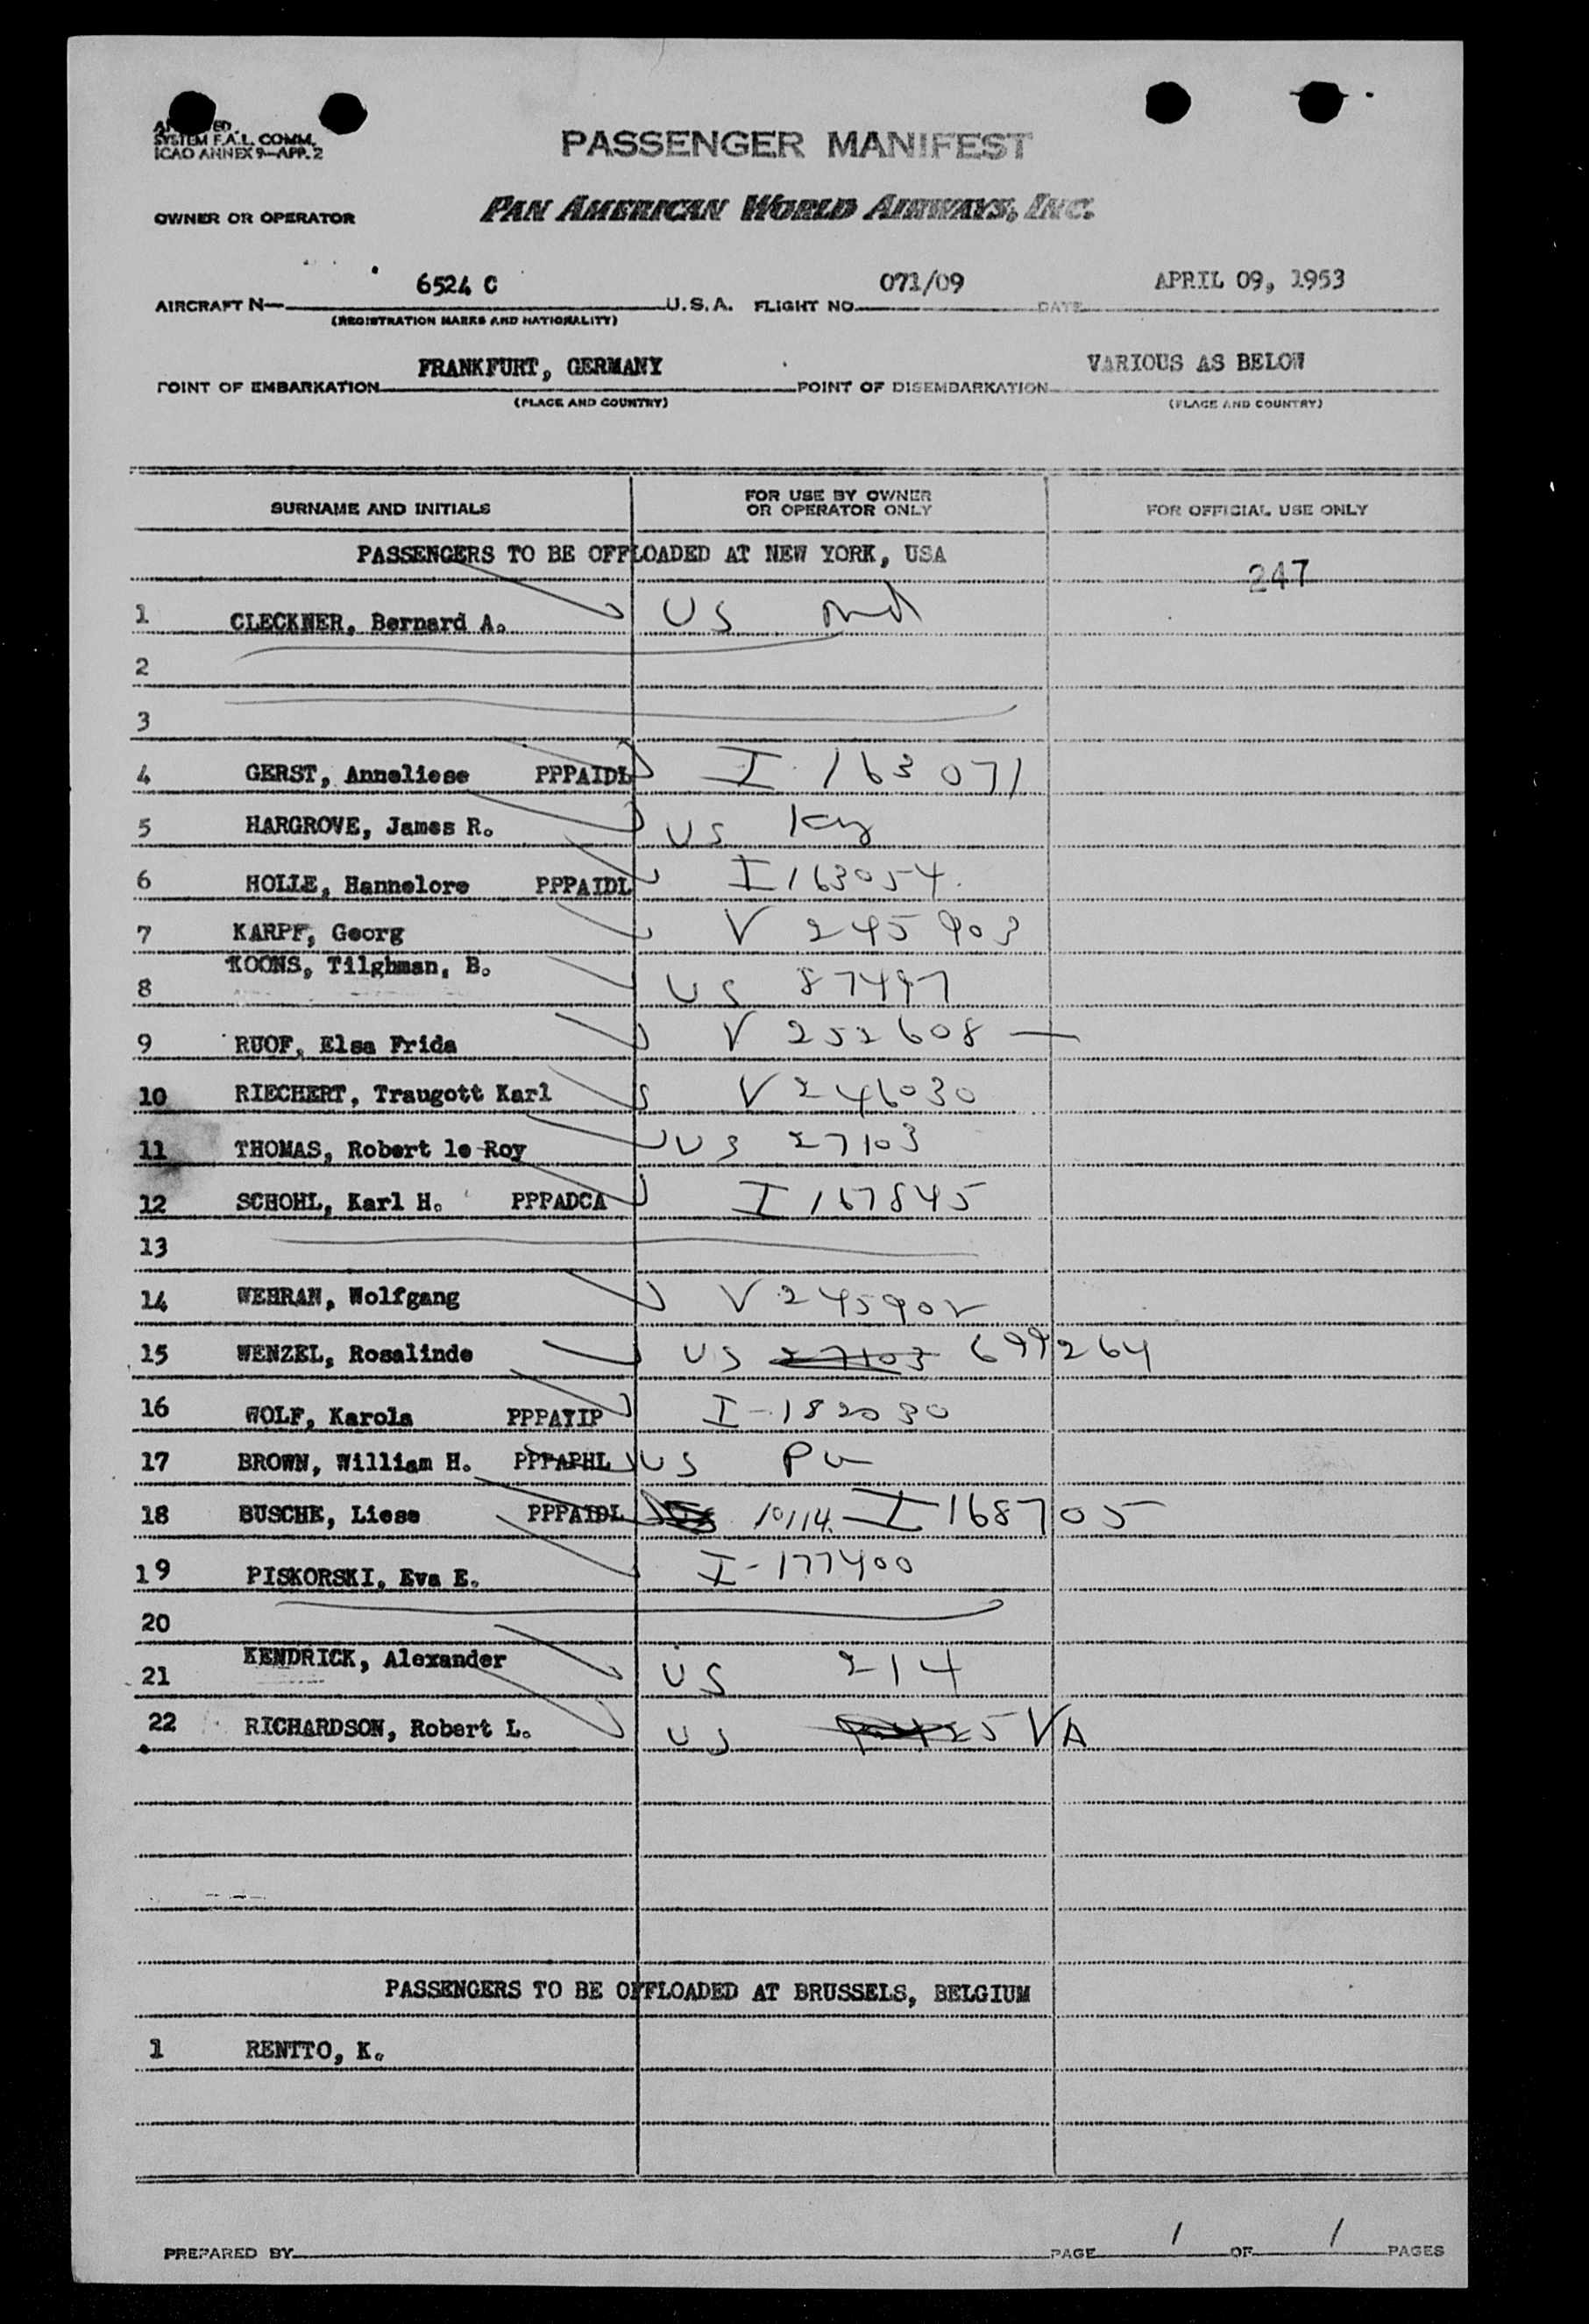 SYSTEM F.A.L. COMM.
ICAO ANNEX 9—APP. 2
PASSENGER MANIFEST
OWNER OR OPERATOR PAN AMERICAN WORLD AIRWAYS, INC.
AIRCRAFT N— 6524 C U.S.A. FLIGHT NO. 071/09 DATE APRIL 09, 1953
(REGISTRATION MARKS AND NATIONALITY)
POINT OF EMBARKATION FRANKFURT, GERMANY POINT OF DISEMBARKATION VARIOUS AS BELOW
(PLACE AND COUNTRY) (PLACE AND COUNTRY)
SURNAME AND INITIALS FOR USE BY OWNER OR OPERATOR ONLY FOR OFFICIAL USE ONLY
PASSENGERS TO BE OFFLOADED AT NEW YORK, USA
247
1 CLECKNER, Bernard A. US
2
3
4 GERST, Anneliese PPPAIDL I 163 071
5 HARGROVE, James R. US Ky
6 HOLLE, Hannelore PPPAIDL I 163054
7 KARPF, Georg V 245903
8 KOONS, Tilghman, B. US 87497
9 RUOF, Elsa Frida V 252608 —
10 RIECHERT, Traugott Karl V 246030
11 THOMAS, Robert le Roy US 27103
12 SCHOHL, Karl H. PPPADCA I 167845
13
14 WEHRAN, Wolfgang V 245902
15 WENZEL, Rosalinde US 27103 699264
16 WOLF, Karola PPPATIP I-182030
17 BROWN, William H. PPPAPHL US Pa
18 BUSCHE, Liese PPPAIDL 10114 I 168705
19 PISKORSKI, Eva E. I-177400
20
21 KENDRICK, Alexander US 214
22 RICHARDSON, Robert L. US VA
PASSENGERS TO BE OFFLOADED AT BRUSSELS, BELGIUM
1 RENTTO, K.
PREPARED BY PAGE 1 OF 1 PAGES